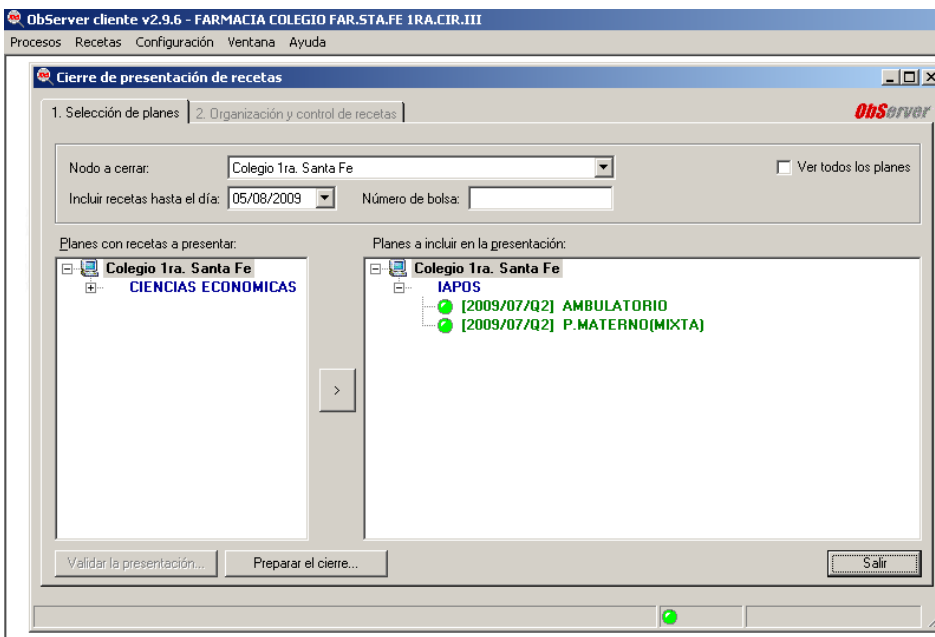 ObServer cliente v2.9.6 - FARMACIA COLEGIO FAR.STA.FE 1RA.CIR.III
Procesos Recetas Configuración Ventana Ayuda
Cierre de presentación de recetas
1. Selección de planes 2. Organización y control de recetas ObServer
Nodo a cerrar: Colegio 1ra. Santa Fe Ver todos los planes
Incluir recetas hasta el día: 05/08/2009 Número de bolsa:
Planes con recetas a presentar: Planes a incluir en la presentación:
Colegio 1ra. Santa Fe Colegio 1ra. Santa Fe
CIENCIAS ECONOMICAS IAPOS
[2009/07/Q2] AMBULATORIO
[2009/07/Q2] P.MATERNO(MIXTA)
>
Validar la presentación... Preparar el cierre... Salir